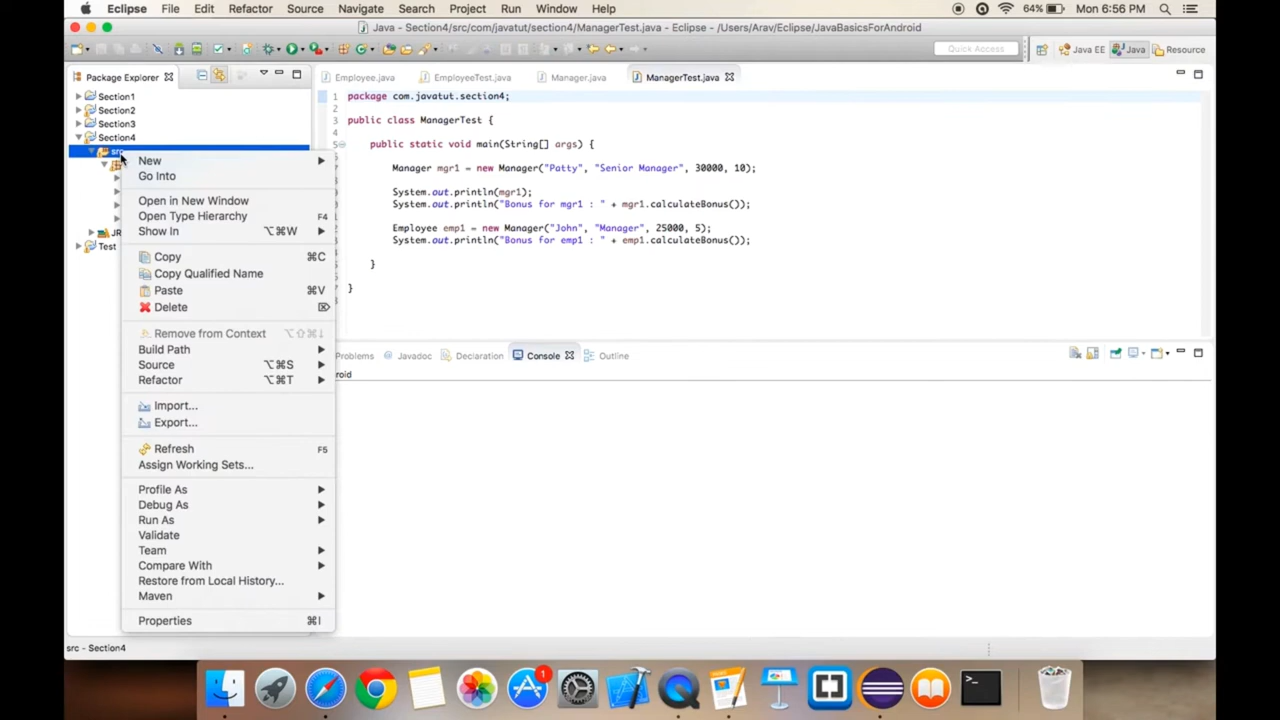 Eclipse File Edit Refactor Source Navigate Search Project Run Window Help 64% Mon 6:56 PM
Java - Section4/src/com/javatut/section4/ManagerTest.java - Eclipse - /Users/Arav/Eclipse/JavaBasicsForAndroid
Quick Access Java EE Java Resource
Package Explorer
Employee.java EmployeeTest.java Manager.java ManagerTest.java
Section1
Section2
Section3
Section4
src
JR
Test
New
Go Into
Open in New Window
Open Type Hierarchy F4
Show In ⌥⌘W
Copy ⌘C
Copy Qualified Name
Paste ⌘V
Delete ⌦
Remove from Context ⌥⇧⌘↓
Build Path
Source ⌥⌘S
Refactor ⌥⌘T
Import...
Export...
Refresh F5
Assign Working Sets...
Profile As
Debug As
Run As
Validate
Team
Compare With
Restore from Local History...
Maven
Properties ⌘I
1 package com.javatut.section4;
2
3 public class ManagerTest {
4
5 public static void main(String[] args) {
Manager mgr1 = new Manager("Patty", "Senior Manager", 30000, 10);
System.out.println(mgr1);
System.out.println("Bonus for mgr1 : " + mgr1.calculateBonus());
Employee emp1 = new Manager("John", "Manager", 25000, 5);
System.out.println("Bonus for emp1 : " + emp1.calculateBonus());
}
}
Problems Javadoc Declaration Console Outline
roid
src - Section4
1